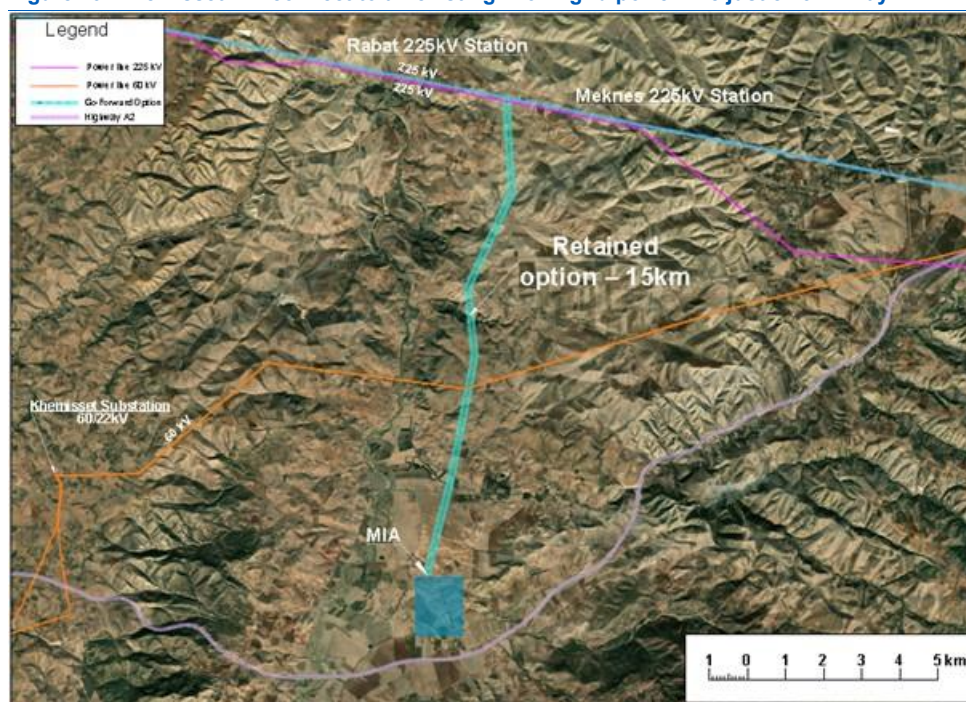 Legend
Power line 225 kV
Power line 60 kV
Go Forward Option
Highway A2
Rabat 225kV Station
225 kV
225 kV
Meknes 225kV Station
Retained
option – 15km
Khemisset Substation
60/22kV
60 kV
MIA
1 0 1 2 3 4 5 km